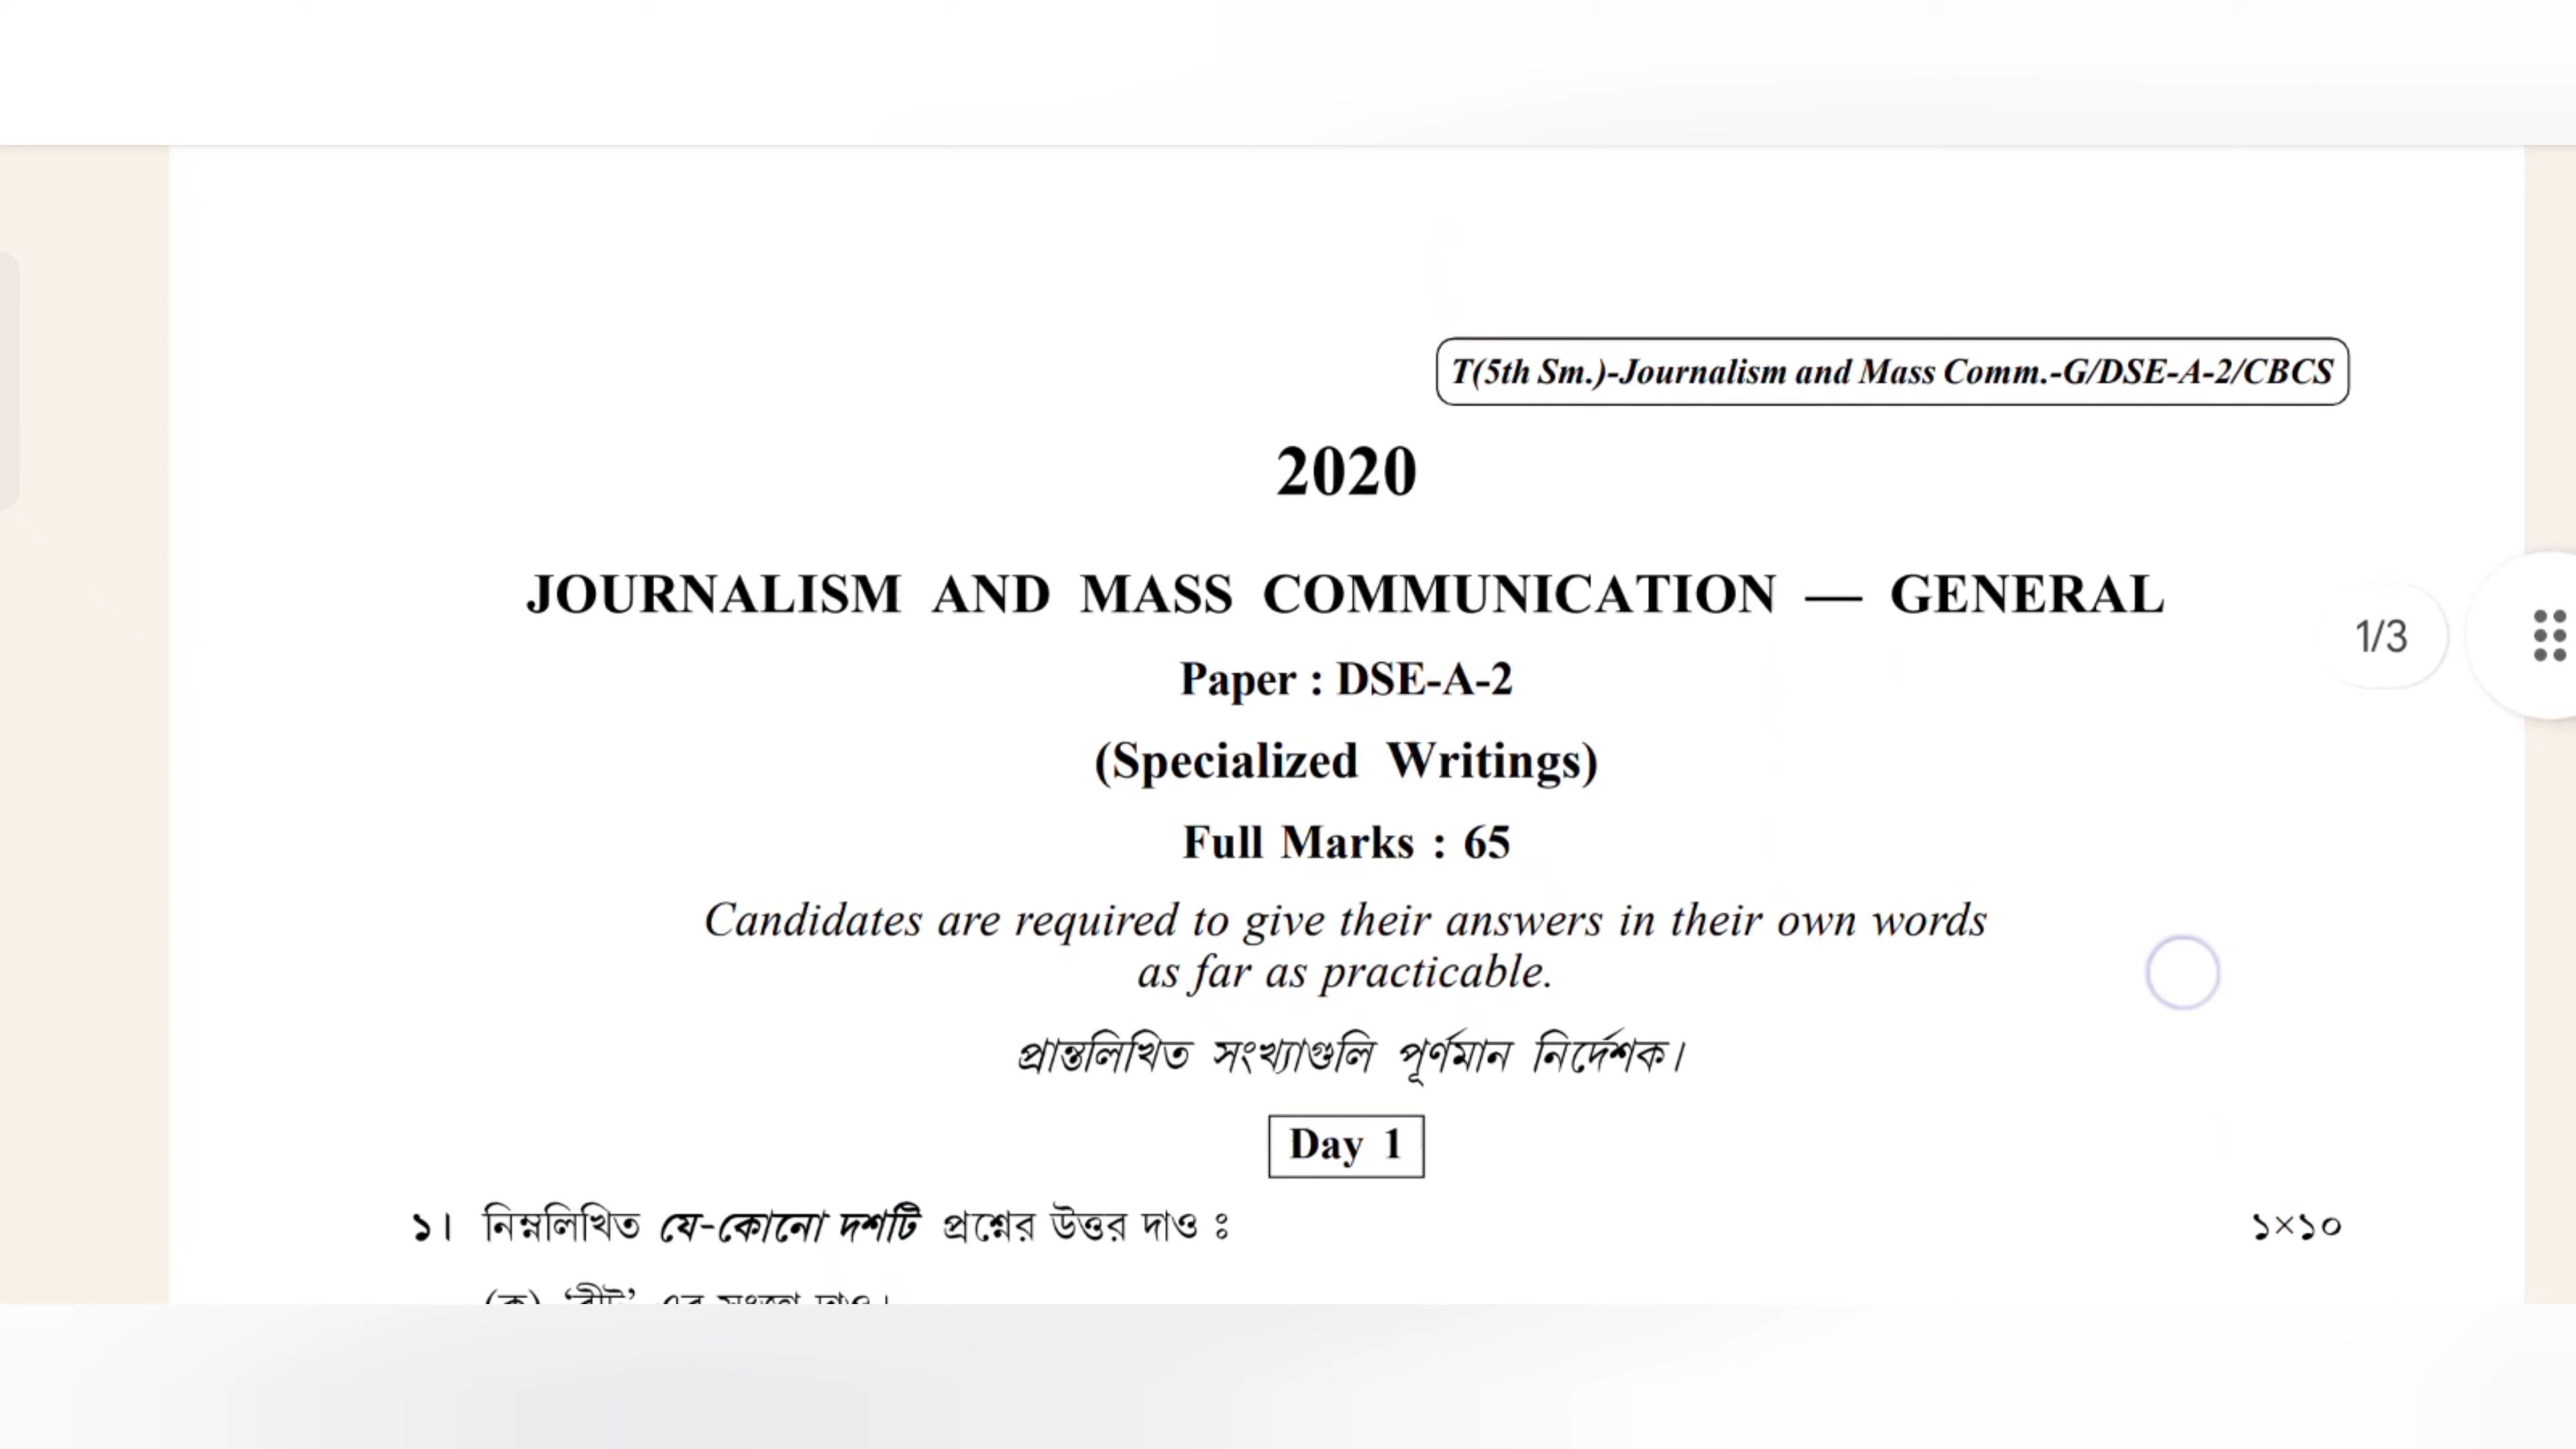 T(5th Sm.)-Journalism and Mass Comm.-G/DSE-A-2/CBCS
2020
JOURNALISM AND MASS COMMUNICATION — GENERAL
1/3
Paper : DSE-A-2
(Specialized Writings)
Full Marks : 65
Candidates are required to give their answers in their own words
as far as practicable.
প্রান্তলিখিত সংখ্যাগুলি পূর্ণমান নির্দেশক।
Day 1
১। নিম্নলিখিত যে-কোনো দশটি প্রশ্নের উত্তর দাও ঃ ১×১০
(ক) ‘বীট’ এর সংজ্ঞা দাও।